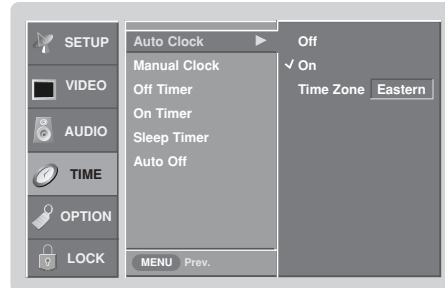 SETUP
VIDEO
AUDIO
TIME
OPTION
LOCK
Auto Clock ►
Manual Clock
Off Timer
On Timer
Sleep Timer
Auto Off
MENU Prev.
Off
✓ On
Time Zone Eastern